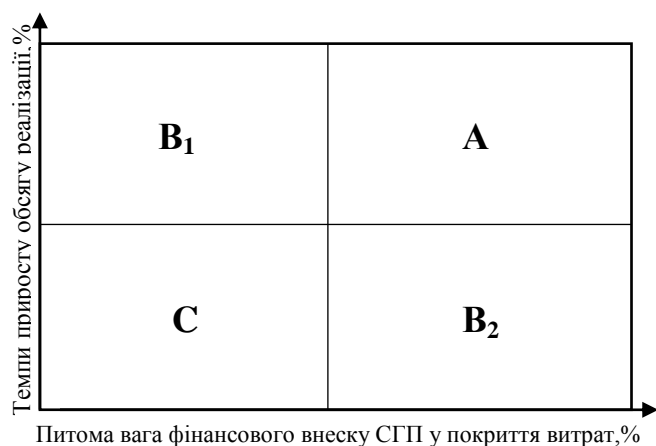 Темпи приросту обсягу реалізації,%
B₁
A
C
B₂
Питома вага фінансового внеску СГП у покриття витрат,%